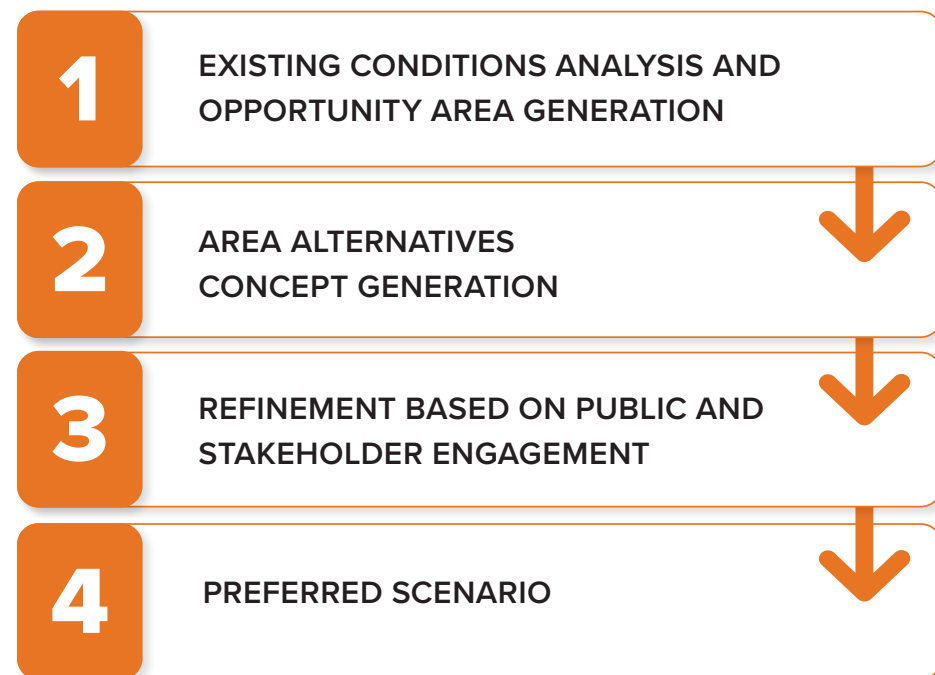 1
EXISTING CONDITIONS ANALYSIS AND
OPPORTUNITY AREA GENERATION
2
AREA ALTERNATIVES
CONCEPT GENERATION
3
REFINEMENT BASED ON PUBLIC AND
STAKEHOLDER ENGAGEMENT
4
PREFERRED SCENARIO